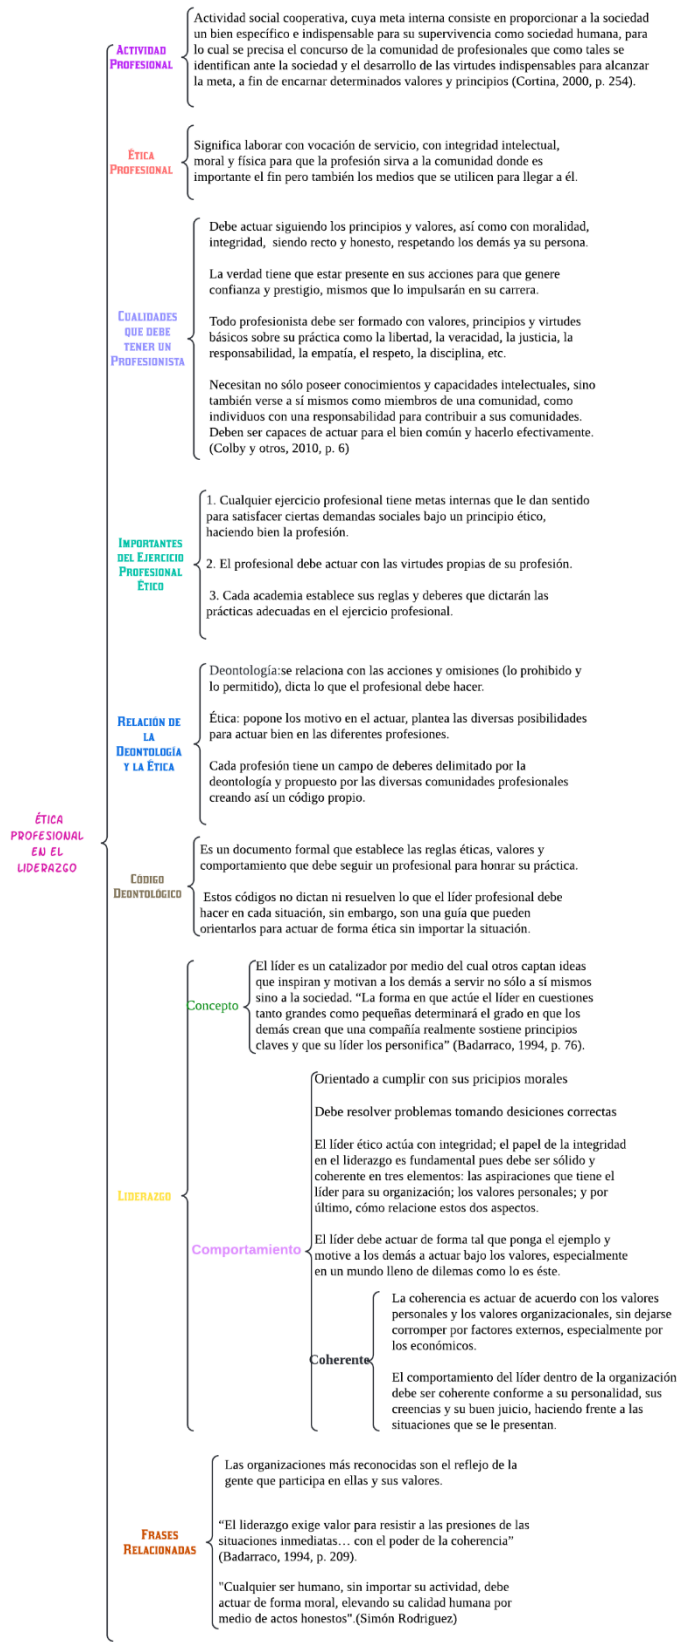 ÉTICA
PROFESIONAL
EN EL
LIDERAZGO
ACTIVIDAD
PROFESIONAL
Actividad social cooperativa, cuya meta interna consiste en proporcionar a la sociedad
un bien específico e indispensable para su supervivencia como sociedad humana, para
lo cual se precisa el concurso de la comunidad de profesionales que como tales se
identifican ante la sociedad y el desarrollo de las virtudes indispensables para alcanzar
la meta, a fin de encarnar determinados valores y principios (Cortina, 2000, p. 254).
ÉTICA
PROFESIONAL
Significa laborar con vocación de servicio, con integridad intelectual,
moral y física para que la profesión sirva a la comunidad donde es
importante el fin pero también los medios que se utilicen para llegar a él.
CUALIDADES
QUE DEBE
TENER UN
PROFESIONISTA
Debe actuar siguiendo los principios y valores, así como con moralidad,
integridad, siendo recto y honesto, respetando los demás ya su persona.
La verdad tiene que estar presente en sus acciones para que genere
confianza y prestigio, mismos que lo impulsarán en su carrera.
Todo profesionista debe ser formado con valores, principios y virtudes
básicos sobre su práctica como la libertad, la veracidad, la justicia, la
responsabilidad, la empatía, el respeto, la disciplina, etc.
Necesitan no sólo poseer conocimientos y capacidades intelectuales, sino
también verse a sí mismos como miembros de una comunidad, como
individuos con una responsabilidad para contribuir a sus comunidades.
Deben ser capaces de actuar para el bien común y hacerlo efectivamente.
(Colby y otros, 2010, p. 6)
IMPORTANTES
DEL EJERCICIO
PROFESIONAL
ÉTICO
1. Cualquier ejercicio profesional tiene metas internas que le dan sentido
para satisfacer ciertas demandas sociales bajo un principio ético,
haciendo bien la profesión.
2. El profesional debe actuar con las virtudes propias de su profesión.
3. Cada academia establece sus reglas y deberes que dictarán las
prácticas adecuadas en el ejercicio profesional.
RELACIÓN DE
LA
DEONTOLOGÍA
Y LA ÉTICA
Deontología:se relaciona con las acciones y omisiones (lo prohibido y
lo permitido), dicta lo que el profesional debe hacer.
Ética: popone los motivo en el actuar, plantea las diversas posibilidades
para actuar bien en las diferentes profesiones.
Cada profesión tiene un campo de deberes delimitado por la
deontología y propuesto por las diversas comunidades profesionales
creando así un código propio.
CÓDIGO
DEONTOLÓGICO
Es un documento formal que establece las reglas éticas, valores y
comportamiento que debe seguir un profesional para honrar su práctica.
Estos códigos no dictan ni resuelven lo que el líder profesional debe
hacer en cada situación, sin embargo, son una guía que pueden
orientarlos para actuar de forma ética sin importar la situación.
LIDERAZGO
Concepto
El líder es un catalizador por medio del cual otros captan ideas
que inspiran y motivan a los demás a servir no sólo a sí mismos
sino a la sociedad. “La forma en que actúe el líder en cuestiones
tanto grandes como pequeñas determinará el grado en que los
demás crean que una compañía realmente sostiene principios
claves y que su líder los personifica” (Badarraco, 1994, p. 76).
Comportamiento
Orientado a cumplir con sus pricipios morales
Debe resolver problemas tomando desiciones correctas
El líder ético actúa con integridad; el papel de la integridad
en el liderazgo es fundamental pues debe ser sólido y
coherente en tres elementos: las aspiraciones que tiene el
líder para su organización; los valores personales; y por
último, cómo relacione estos dos aspectos.
El líder debe actuar de forma tal que ponga el ejemplo y
motive a los demás a actuar bajo los valores, especialmente
en un mundo lleno de dilemas como lo es éste.
Coherente
La coherencia es actuar de acuerdo con los valores
personales y los valores organizacionales, sin dejarse
corromper por factores externos, especialmente por
los económicos.
El comportamiento del líder dentro de la organización
debe ser coherente conforme a su personalidad, sus
creencias y su buen juicio, haciendo frente a las
situaciones que se le presentan.
FRASES
RELACIONADAS
Las organizaciones más reconocidas son el reflejo de la
gente que participa en ellas y sus valores.
“El liderazgo exige valor para resistir a las presiones de las
situaciones inmediatas… con el poder de la coherencia”
(Badarraco, 1994, p. 209).
"Cualquier ser humano, sin importar su actividad, debe
actuar de forma moral, elevando su calidad humana por
medio de actos honestos".(Simón Rodriguez)